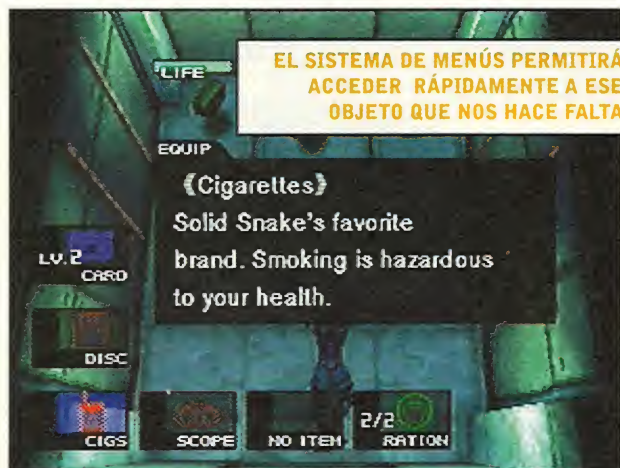 EL SISTEMA DE MENÚS PERMITIRÁ
ACCEDER RÁPIDAMENTE A ESE
OBJETO QUE NOS HACE FALTA
LIFE
EQUIP
《Cigarettes》
Solid Snake's favorite
brand. Smoking is hazardous
to your health.
LV.2
CARD
DISC
CIGS
SCOPE
NO ITEM
2/2
RATION